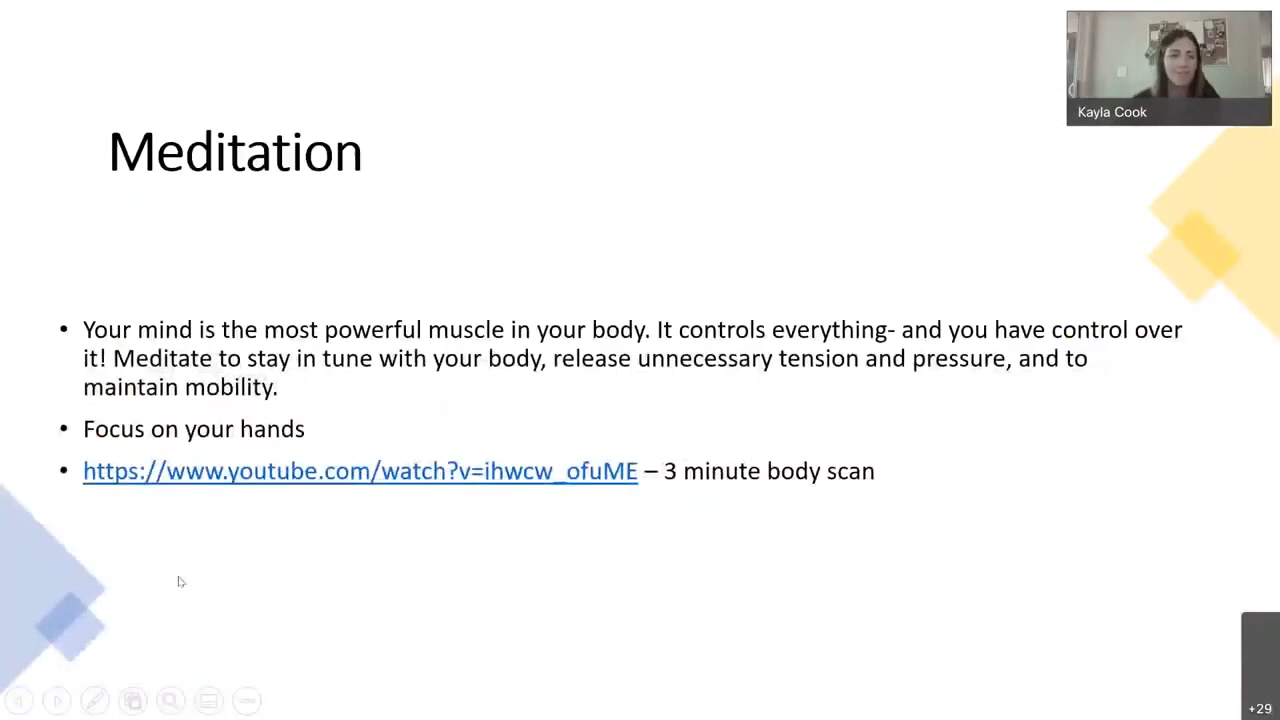 Kayla Cook
Meditation
• Your mind is the most powerful muscle in your body. It controls everything- and you have control over
it! Meditate to stay in tune with your body, release unnecessary tension and pressure, and to
maintain mobility.
• Focus on your hands
• https://www.youtube.com/watch?v=ihwcw_ofuME – 3 minute body scan
+29